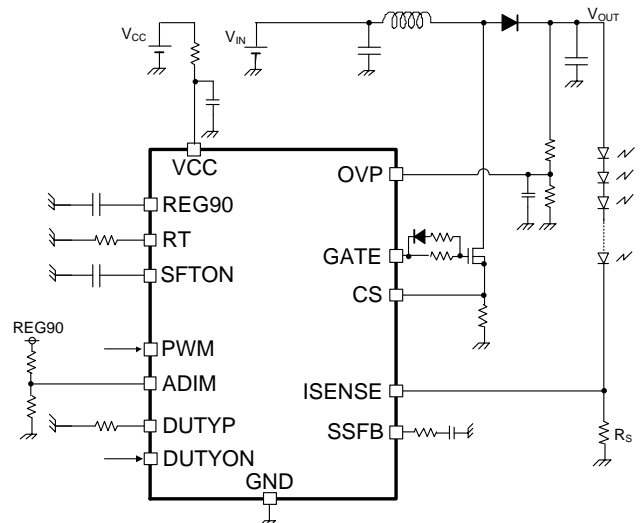 VCC
VIN
VOUT
VCC
OVP
REG90
RT
GATE
SFTON
CS
REG90
PWM
ADIM
ISENSE
DUTYP
SSFB
RS
DUTYON
GND